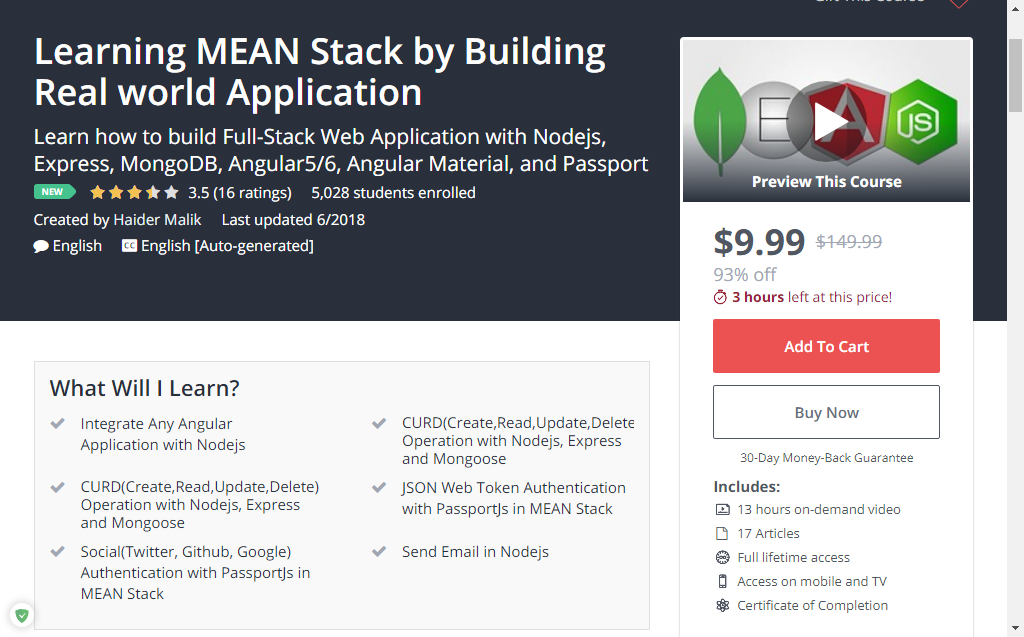 Gift This Course
Learning MEAN Stack by Building
Real world Application
Learn how to build Full-Stack Web Application with Nodejs,
Express, MongoDB, Angular5/6, Angular Material, and Passport
NEW 3.5 (16 ratings) 5,028 students enrolled
Created by Haider Malik Last updated 6/2018
English CC English [Auto-generated]
E A JS
Preview This Course
$9.99 $149.99
93% off
3 hours left at this price!
Add To Cart
Buy Now
30-Day Money-Back Guarantee
Includes:
13 hours on-demand video
17 Articles
Full lifetime access
Access on mobile and TV
Certificate of Completion
What Will I Learn?
Integrate Any Angular
Application with Nodejs
CURD(Create,Read,Update,Delete
Operation with Nodejs, Express
and Mongoose
CURD(Create,Read,Update,Delete)
Operation with Nodejs, Express
and Mongoose
JSON Web Token Authentication
with PassportJs in MEAN Stack
Social(Twitter, Github, Google)
Authentication with PassportJs in
MEAN Stack
Send Email in Nodejs